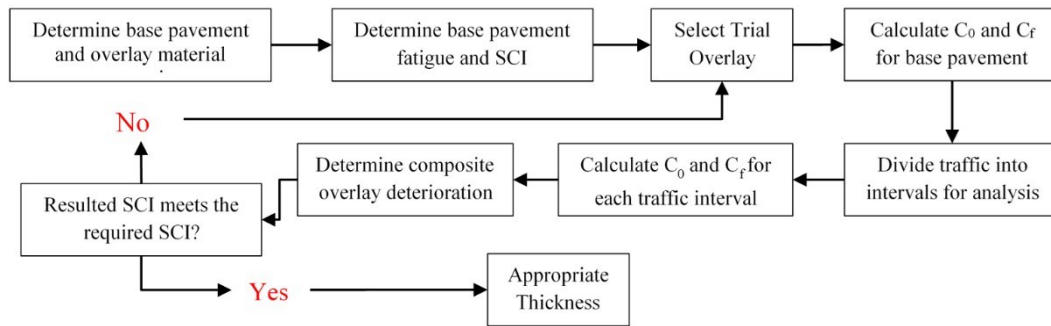 Determine base pavement
and overlay material
Determine base pavement
fatigue and SCI
Select Trial
Overlay
Calculate C₀ and Cf
for base pavement
No
Divide traffic into
intervals for analysis
Calculate C₀ and Cf for
each traffic interval
Determine composite
overlay deterioration
Resulted SCI meets the
required SCI?
Yes
Appropriate
Thickness